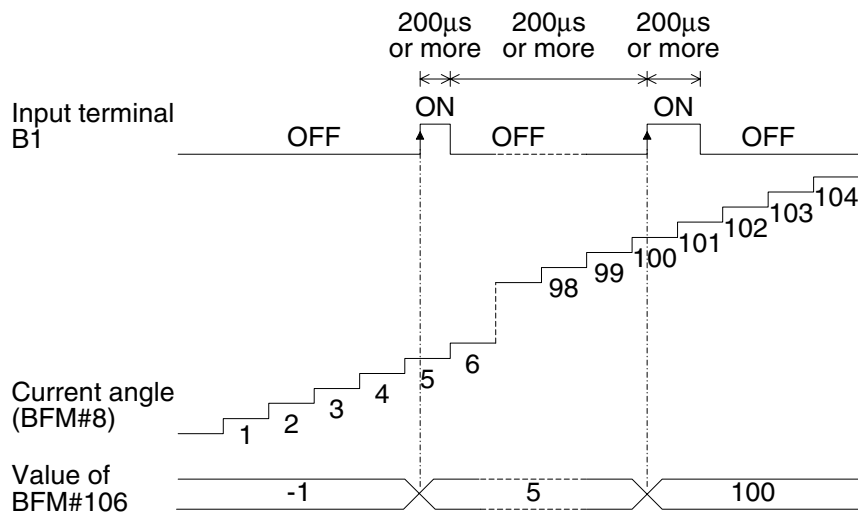 200μs or more 200μs or more 200μs or more
Input terminal B1
ON ON
OFF OFF OFF
1 2 3 4 5 6 98 99 100 101 102 103 104
Current angle (BFM#8)
Value of BFM#106
-1 5 100